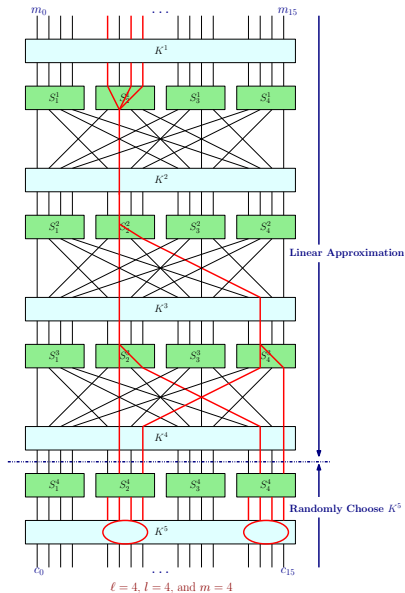 m₀ ... m₁₅
K¹
S₁¹ S₂¹ S₃¹ S₄¹
K²
S₁² S₂² S₃² S₄²
Linear Approximation
K³
S₁³ S₂³ S₃³ S₄³
K⁴
S₁⁴ S₂⁴ S₃⁴ S₄⁴
Randomly Choose K⁵
K⁵
c₀ ... c₁₅
ℓ = 4, l = 4, and m = 4